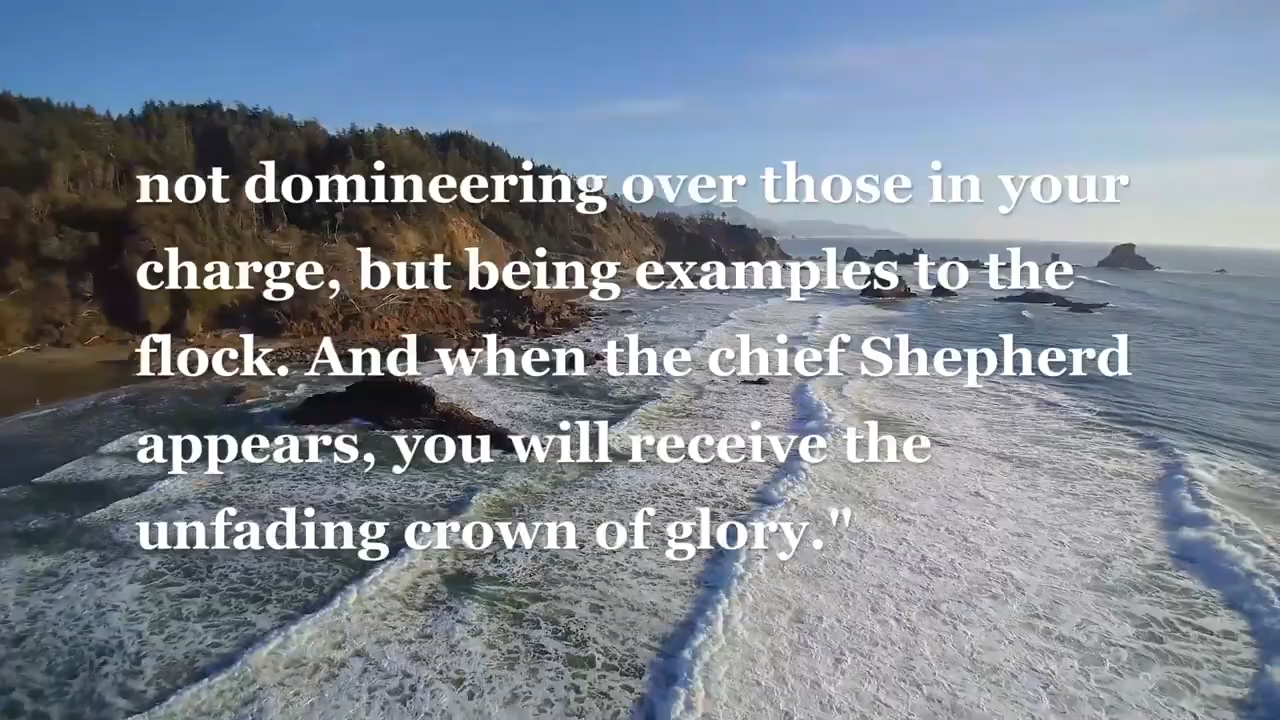 not domineering over those in your
charge, but being examples to the
flock. And when the chief Shepherd
appears, you will receive the
unfading crown of glory."